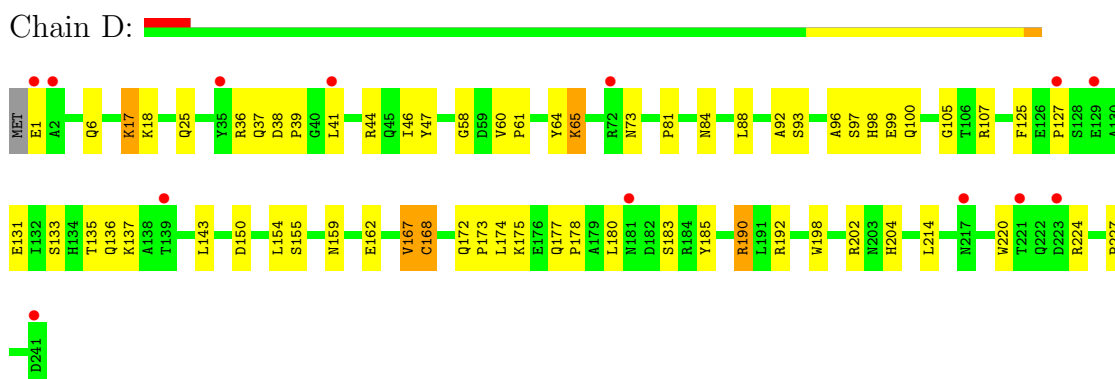 Chain D:
MET E1 A2 Q6 K17 K18 Q25 Y35 R36 Q37 D38 P39 G40 L41 R44 Q45 I46 Y47 G58 D59 V60 P61 Y64 K65 R72 N73 P81 N84 L88 A92 S93 A96 S97 H98 E99 Q100 G105 T106 R107 F125 E126 P127 S128 E129 A130
E131 I132 S133 H134 T135 Q136 K137 A138 T139 L143 D150 L154 S155 N159 E162 V167 C168 Q172 P173 L174 K175 E176 Q177 P178 A179 L180 N181 D182 S183 R184 Y185 R190 L191 R192 W198 R202 N203 H204 L214 N217 W220 T221 Q222 D223 R224
D241